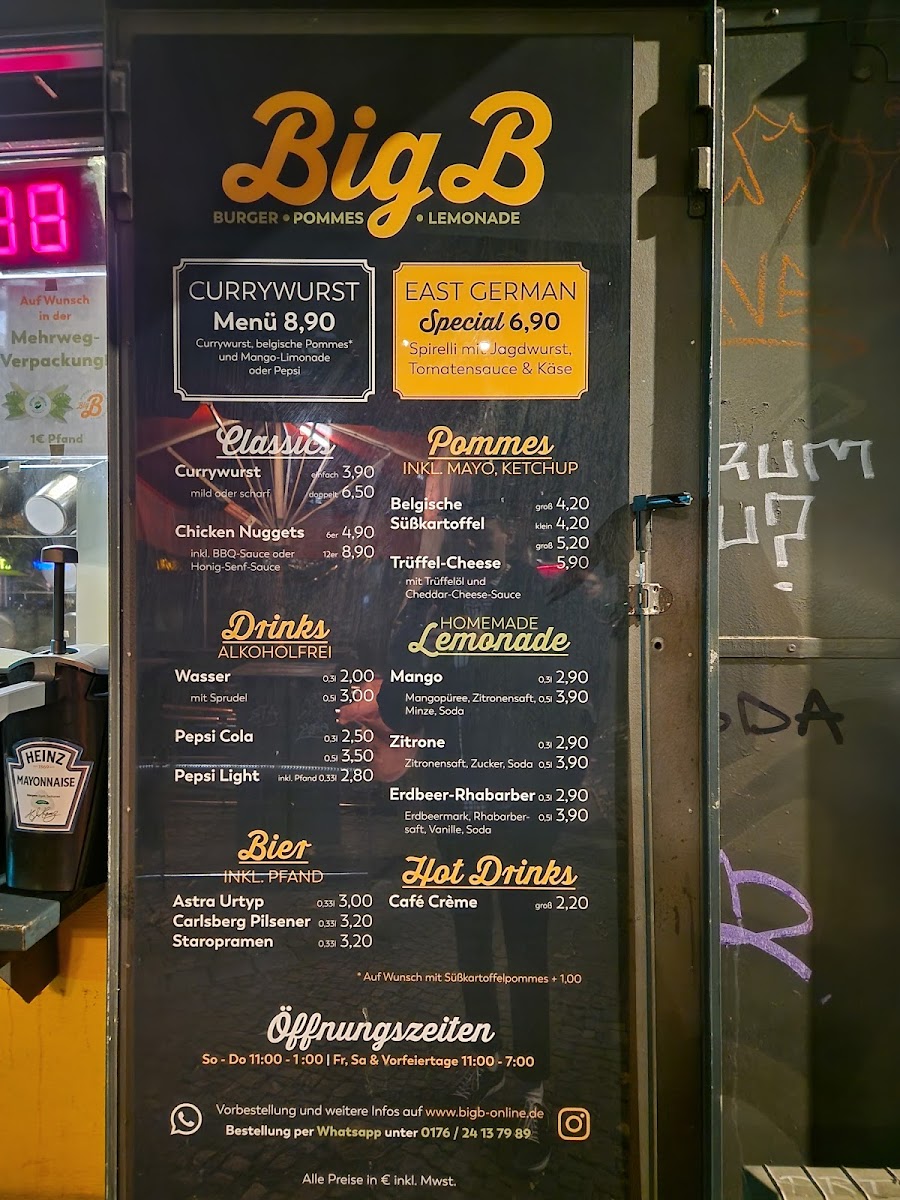 Big B
BURGER • POMMES • LEMONADE
CURRYWURST
Menü 8,90
Currywurst, belgische Pommes*
und Mango-Limonade
oder Pepsi
EAST GERMAN
Special 6,90
Spirelli mit Jagdwurst,
Tomatensauce & Käse
Auf Wunsch
in der
Mehrweg-
Verpackung!
1€ Pfand
Classics
Currywurst einfach 3,90
mild oder scharf doppelt 6,50
Chicken Nuggets 6er 4,90
inkl. BBQ-Sauce oder 12er 8,90
Honig-Senf-Sauce
Pommes
INKL. MAYO, KETCHUP
Belgische groß 4,20
Süßkartoffel klein 4,20
groß 5,20
Trüffel-Cheese 5,90
mit Trüffelöl und
Cheddar-Cheese-Sauce
Drinks
ALKOHOLFREI
Wasser 0,3l 2,00
mit Sprudel 0,5l 3,00
Pepsi Cola 0,3l 2,50
0,5l 3,50
Pepsi Light inkl. Pfand 0,33l 2,80
HOMEMADE
Lemonade
Mango 0,3l 2,90
Mangopüree, Zitronensaft, 0,5l 3,90
Minze, Soda
Zitrone 0,3l 2,90
Zitronensaft, Zucker, Soda 0,5l 3,90
Erdbeer-Rhabarber 0,3l 2,90
Erdbeermark, Rhabarber- 0,5l 3,90
saft, Vanille, Soda
Bier
INKL. PFAND
Astra Urtyp 0,33l 3,00
Carlsberg Pilsener 0,33l 3,20
Staropramen 0,33l 3,20
Hot Drinks
Café Crème groß 2,20
* Auf Wunsch mit Süßkartoffelpommes + 1,00
Öffnungszeiten
So - Do 11:00 - 1:00 | Fr, Sa & Vorfeiertage 11:00 - 7:00
Vorbestellung und weitere Infos auf www.bigb-online.de
Bestellung per Whatsapp unter 0176 / 24 13 79 89
Alle Preise in € inkl. Mwst.
HEINZ
MAYONNAISE